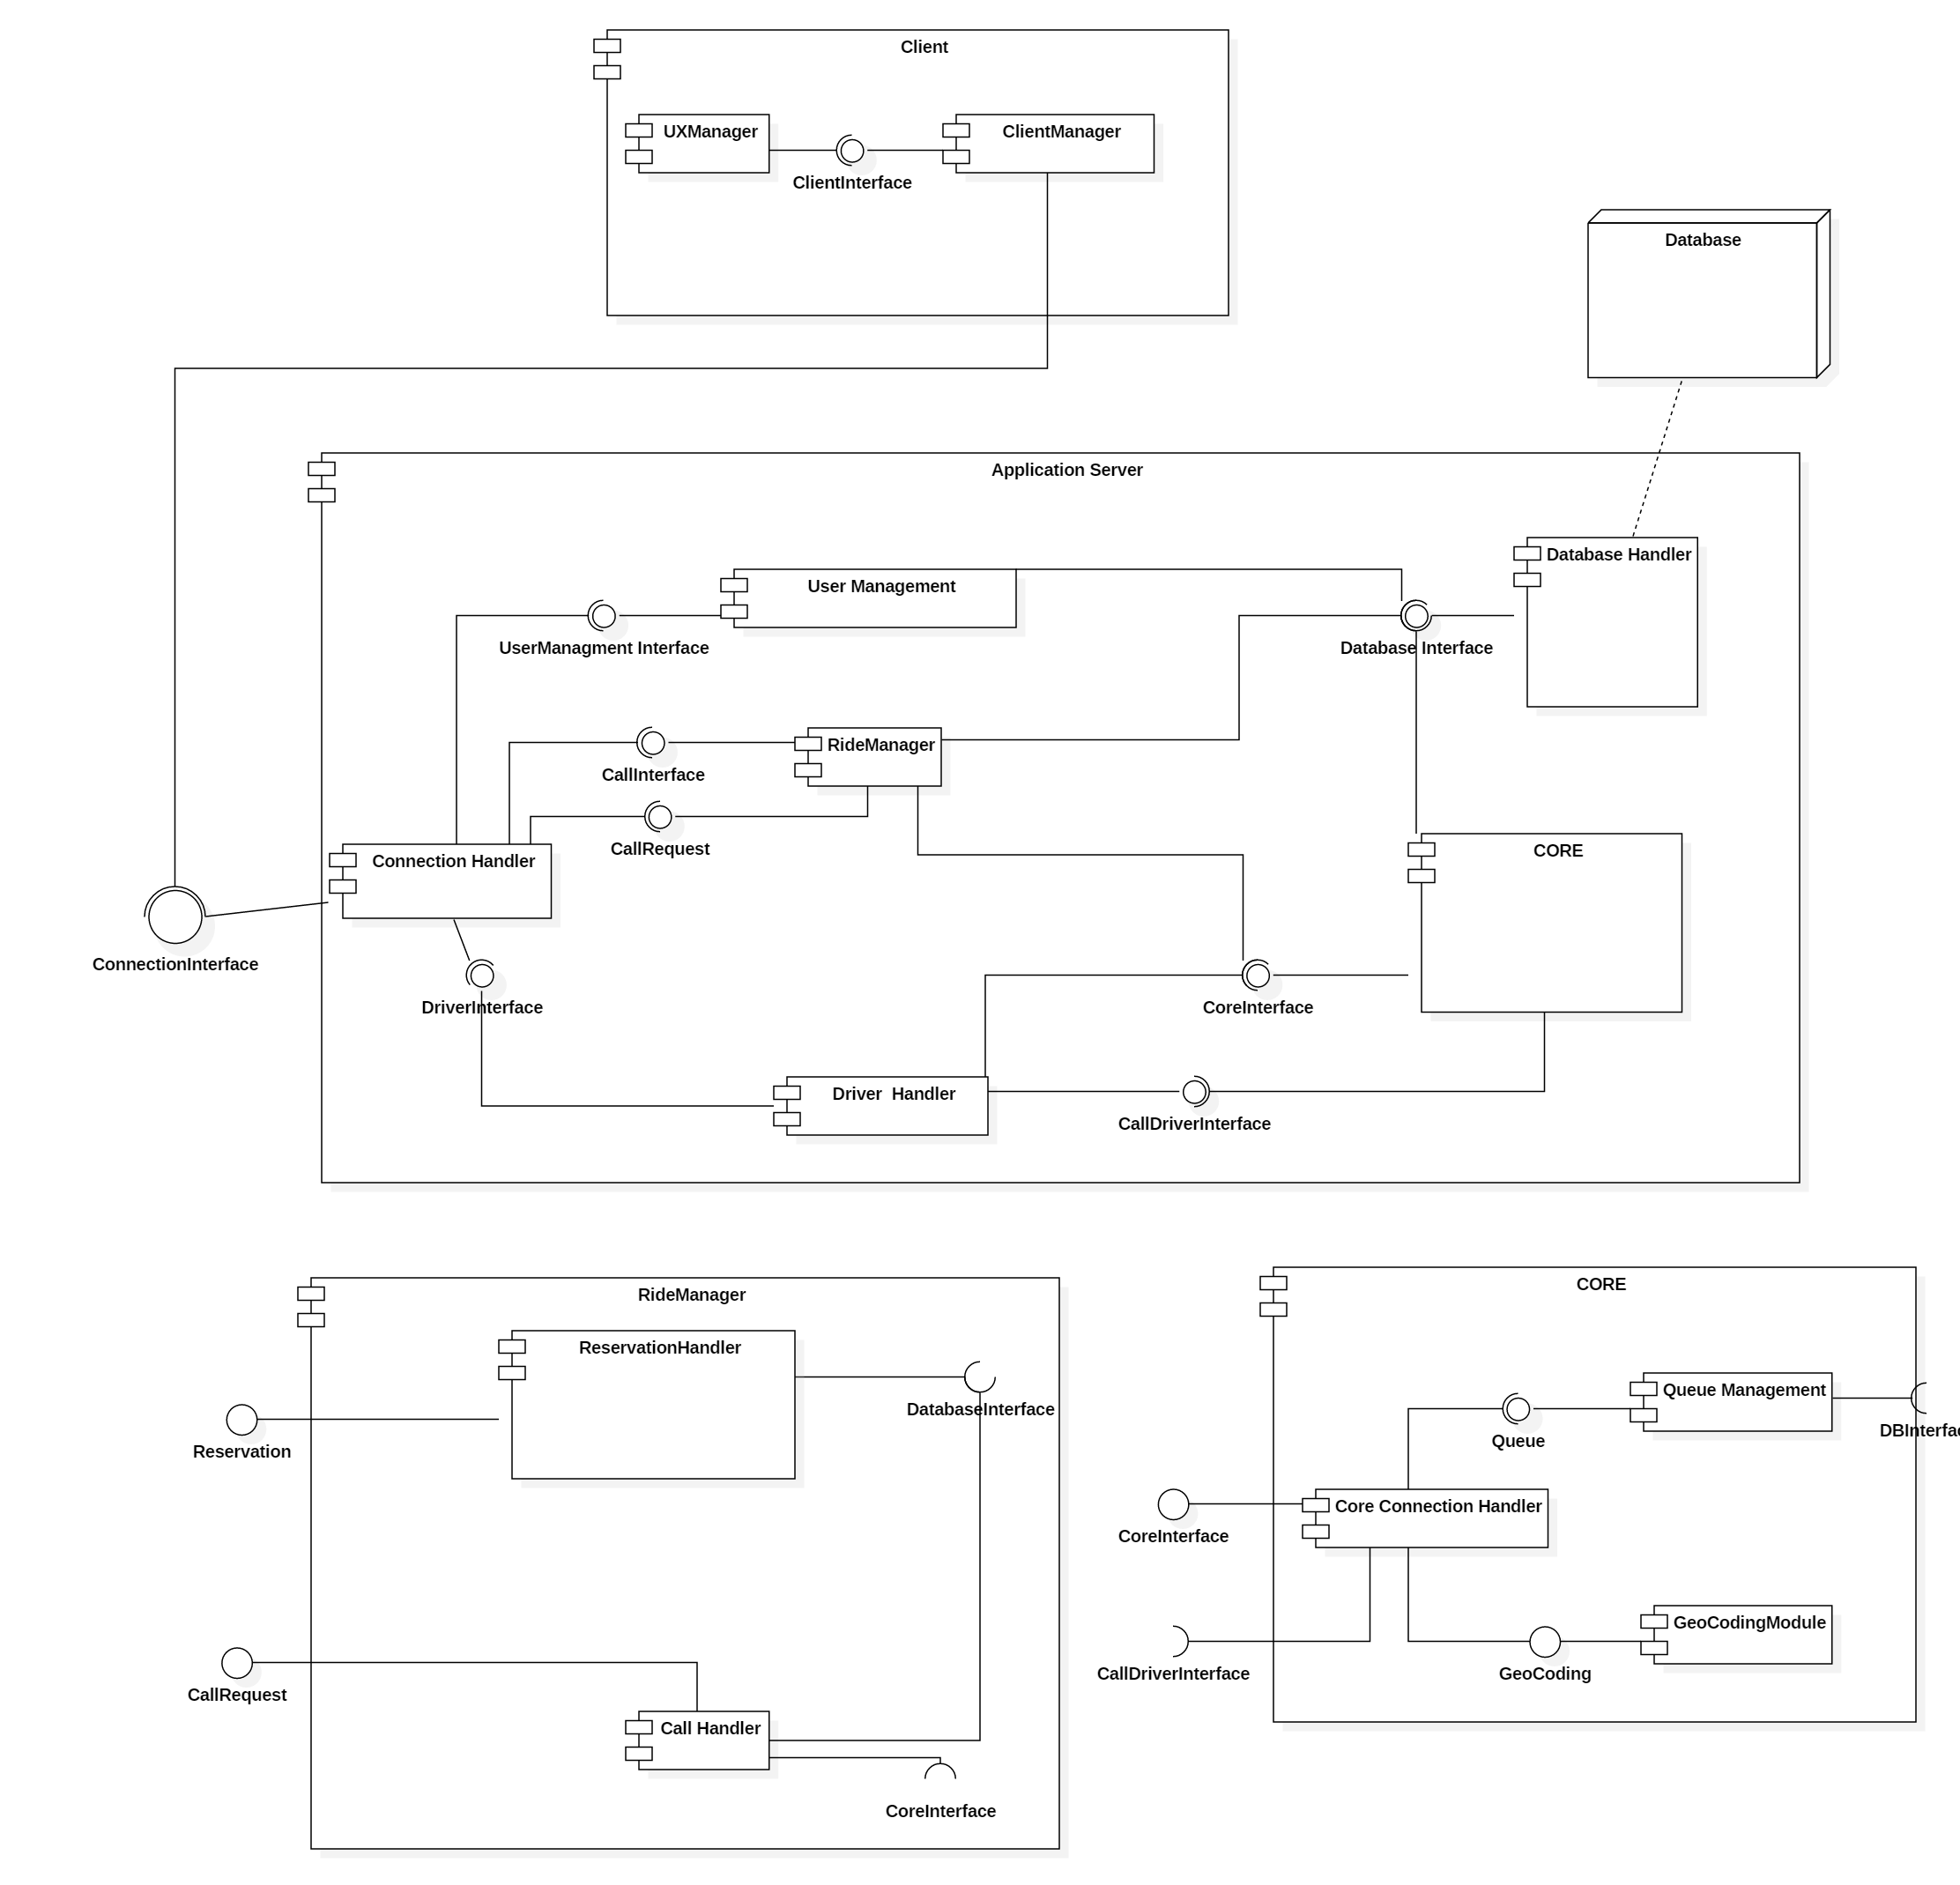 Client
UXManager
ClientManager
ClientInterface
Database
Application Server
Database Handler
User Management
UserManagment Interface
Database Interface
RideManager
CallInterface
CallRequest
CORE
Connection Handler
ConnectionInterface
DriverInterface
CoreInterface
Driver  Handler
CallDriverInterface
RideManager
ReservationHandler
DatabaseInterface
Reservation
CallRequest
Call Handler
CoreInterface
CORE
Queue Management
DBInterfac
Queue
Core Connection Handler
CoreInterface
GeoCodingModule
CallDriverInterface
GeoCoding